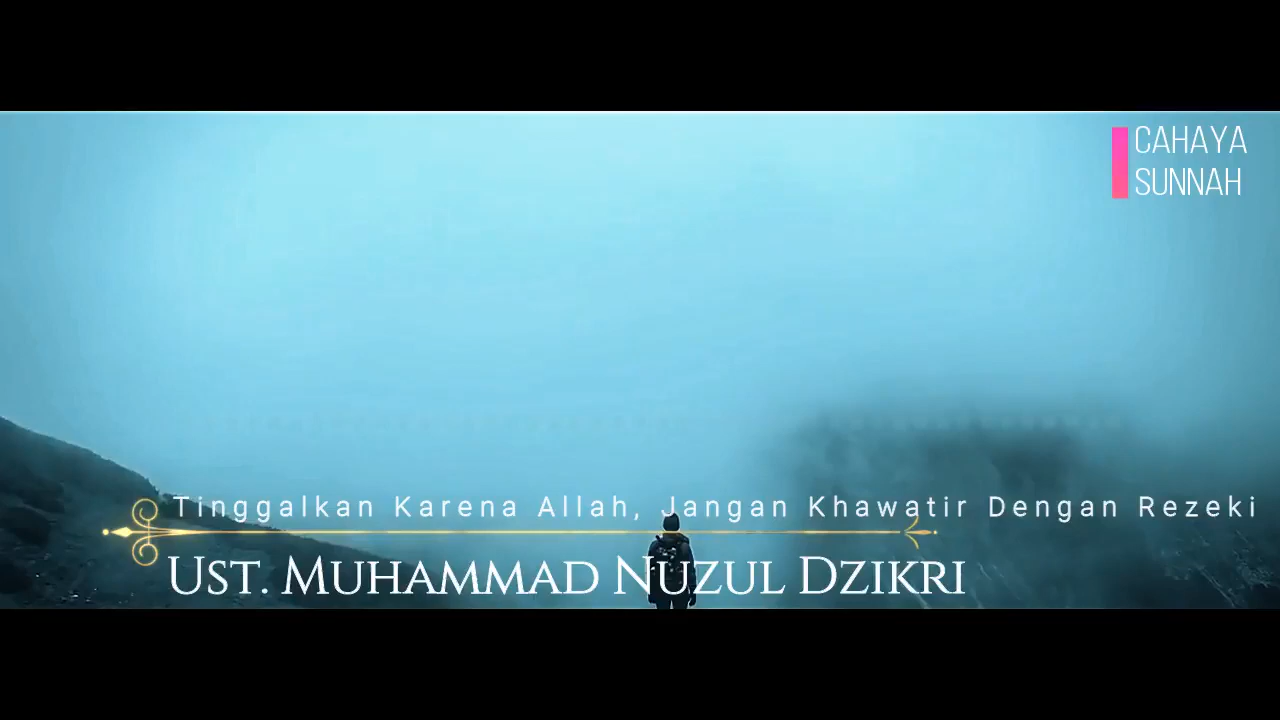 CAHAYA
SUNNAH
Tinggalkan Karena Allah, Jangan Khawatir Dengan Rezeki
UST. MUHAMMAD NUZUL DZIKRI